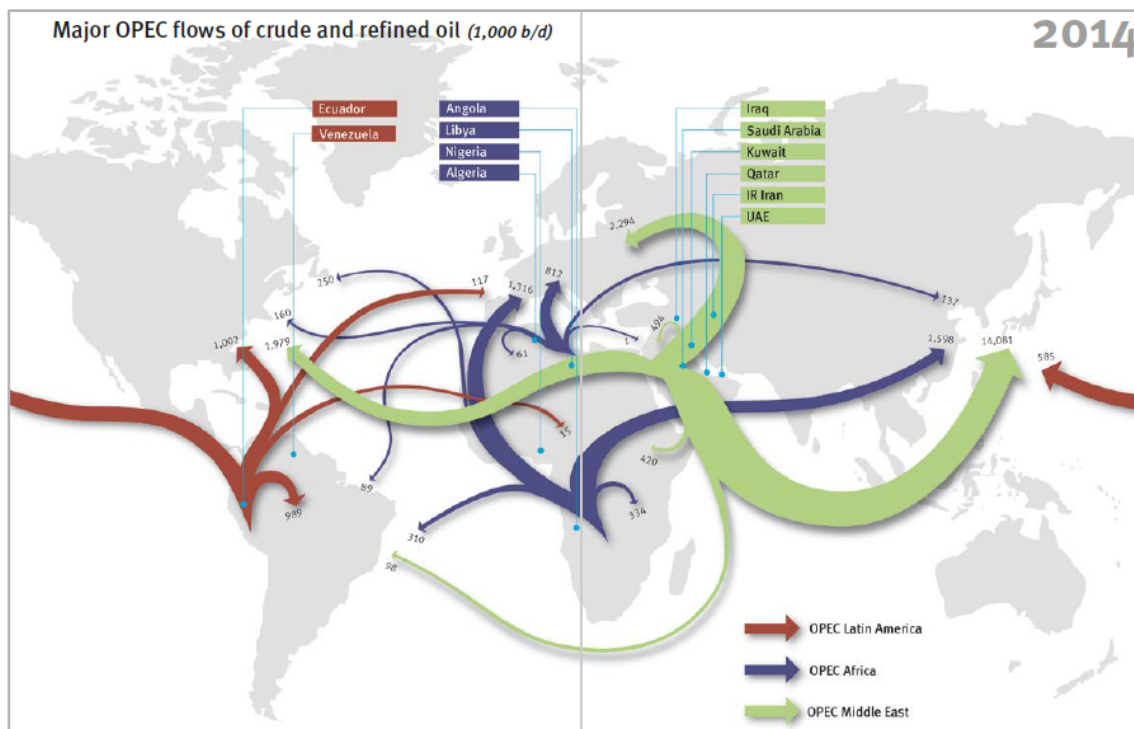 Major OPEC flows of crude and refined oil (1,000 b/d)
2014
Ecuador
Venezuela
Angola
Libya
Nigeria
Algeria
Iraq
Saudi Arabia
Kuwait
Qatar
IR Iran
UAE
2,294
250
117
812
1,316
137
160
494
1
61
1,002
1,979
1,598
14,081
585
15
420
89
989
310
334
98
OPEC Latin America
OPEC Africa
OPEC Middle East